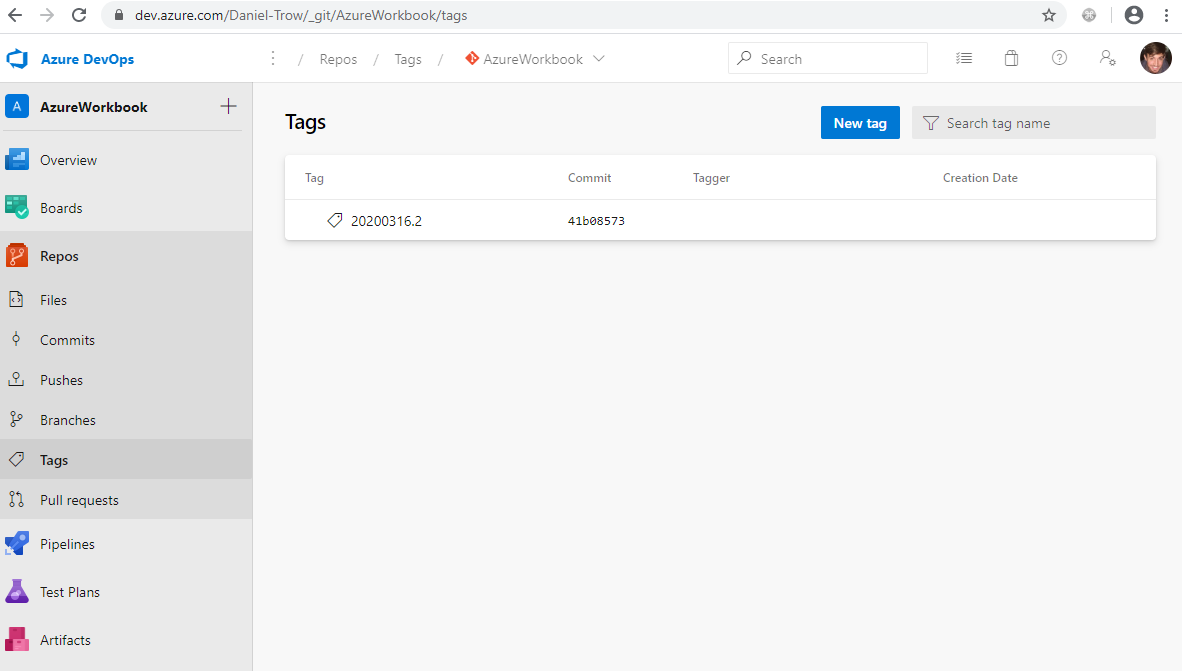 dev.azure.com/Daniel-Trow/_git/AzureWorkbook/tags
Azure DevOps
/ Repos / Tags / AzureWorkbook
Search
A AzureWorkbook
Overview
Boards
Repos
Files
Commits
Pushes
Branches
Tags
Pull requests
Pipelines
Test Plans
Artifacts
Tags
New tag
Search tag name
Tag Commit Tagger Creation Date
20200316.2 41b08573